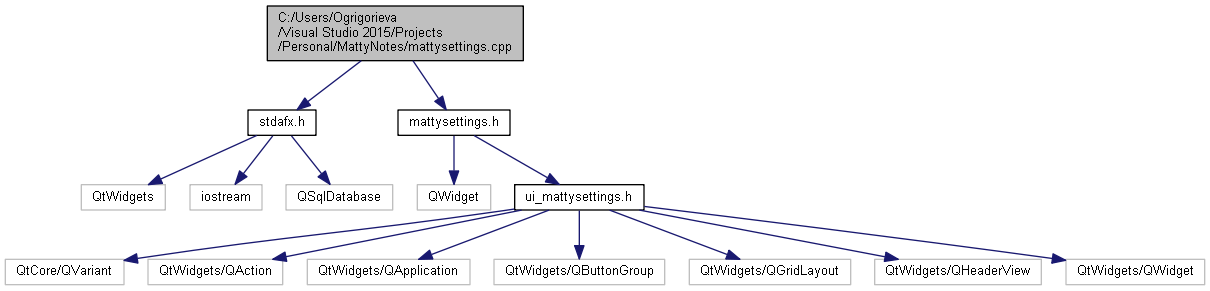 C:/Users/Ogrigorieva
/Visual Studio 2015/Projects
/Personal/MattyNotes/mattysettings.cpp
stdafx.h
mattysettings.h
QtWidgets
iostream
QSqlDatabase
QWidget
ui_mattysettings.h
QtCore/QVariant
QtWidgets/QAction
QtWidgets/QApplication
QtWidgets/QButtonGroup
QtWidgets/QGridLayout
QtWidgets/QHeaderView
QtWidgets/QWidget